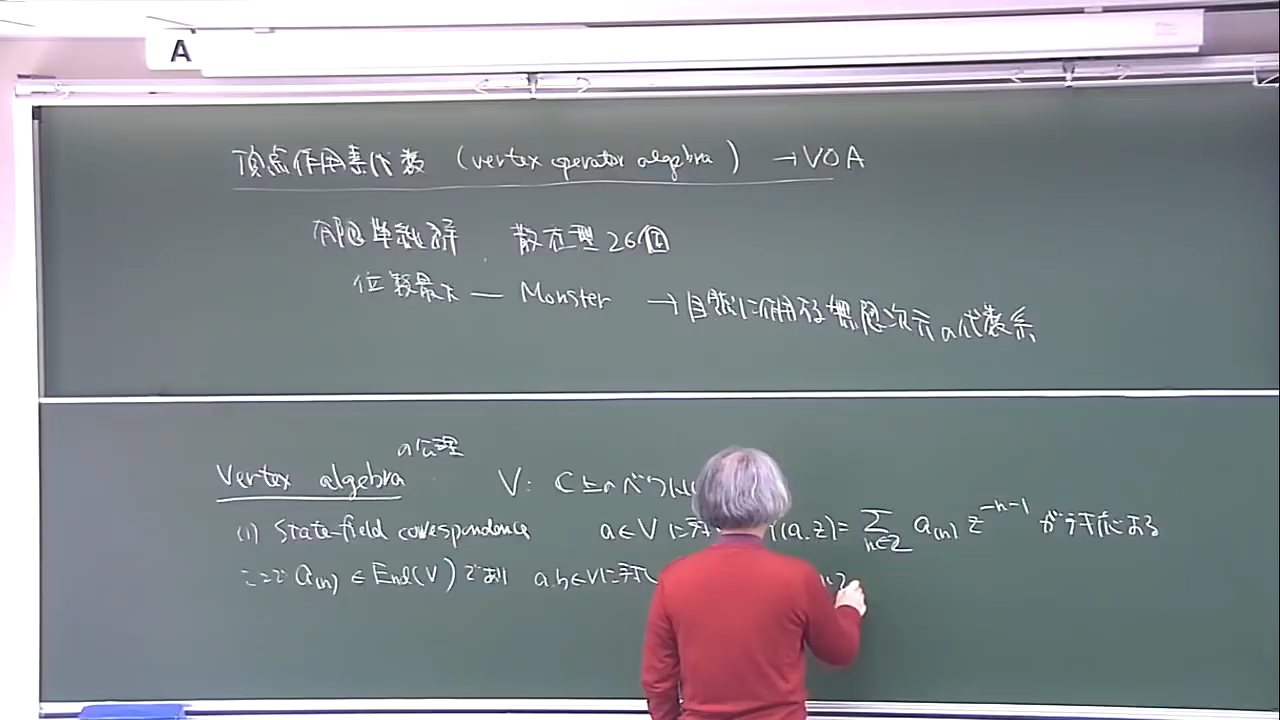 A
頂点作用素代数 (vertex operator algebra) → VOA
有限単純群 散在型26個
位数最大 — Monster → 自然に作用する無限次元の代数系
の公理
Vertex algebra V: C上のベクトル
(1) State-field correspondence a∈V に対 (a,z)= Σ n∈Z a(n) z^{-n-1} が対応する
ここで a(n) ∈ End(V) であり a,b∈Vに対し